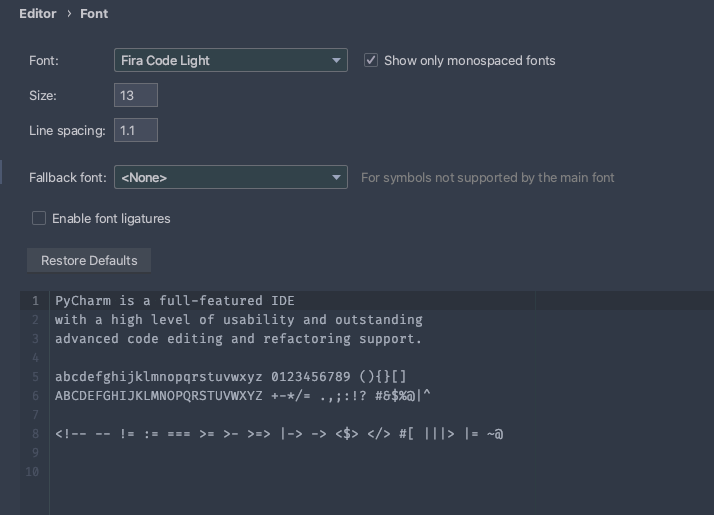 Editor › Font
Font: Fira Code Light Show only monospaced fonts
Size: 13
Line spacing: 1.1
Fallback font: <None> For symbols not supported by the main font
Enable font ligatures
Restore Defaults
1 PyCharm is a full-featured IDE
2 with a high level of usability and outstanding
3 advanced code editing and refactoring support.
4
5 abcdefghijklmnopqrstuvwxyz 0123456789 (){}[]
6 ABCDEFGHIJKLMNOPQRSTUVWXYZ +-*/= .,;:!? #&$%@|^
7
8 <!-- -- != := === >= >- >=> |-> -> <$> </> #[ |||> |= ~@
9
10